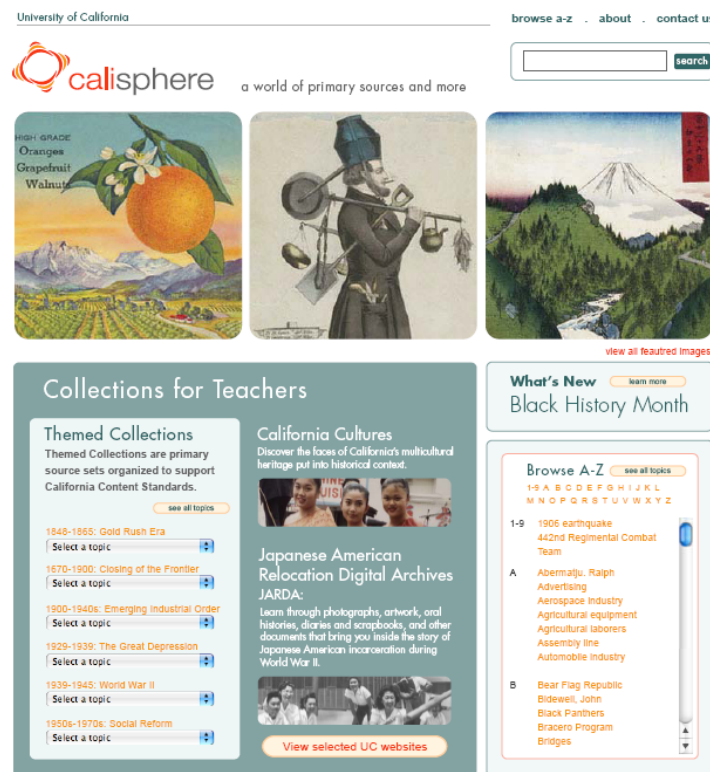 University of California
browse a-z . about . contact us
search
calisphere
a world of primary sources and more
HIGH GRADE
Oranges
Grapefruit
Walnuts
view all feautred images
Collections for Teachers
Themed Collections
Themed Collections are primary
source sets organized to support
California Content Standards.
see all topics
1848-1865: Gold Rush Era
Select a topic
1670-1900: Closing of the Frontier
Select a topic
1900-1940s: Emerging Industrial Order
Select a topic
1929-1939: The Great Depression
Select a topic
1939-1945: World War II
Select a topic
1950s-1970s: Social Reform
Select a topic
California Cultures
Discover the faces of California's multicultural
heritage put into historical context.
Japanese American
Relocation Digital Archives
JARDA:
Learn through photographs, artwork, oral
histories, diaries and scrapbooks, and other
documents that bring you inside the story of
Japanese American incarceration during
World War II.
View selected UC websites
What's New
learn more
Black History Month
Browse A-Z
see all topics
1-9 A B C D E F G H I J K L
M N O P Q R S T U V W X Y Z
1-9 1906 earthquake
442nd Regimental Combat
Team
A Abermatju. Ralph
Advertising
Aerospace Industry
Agricultural equipment
Agricultural laborers
Assembly line
Automobile Industry
B Bear Flag Republic
Bidewell, John
Black Panthers
Bracero Program
Bridges